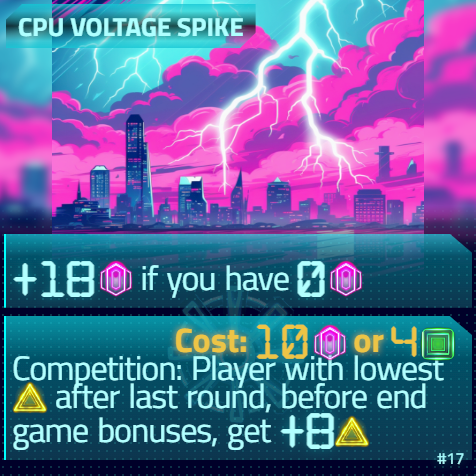 CPU VOLTAGE SPIKE
+18 if you have 0
Cost: 10 or 4
Competition: Player with lowest
after last round, before end
game bonuses, get +8
#17